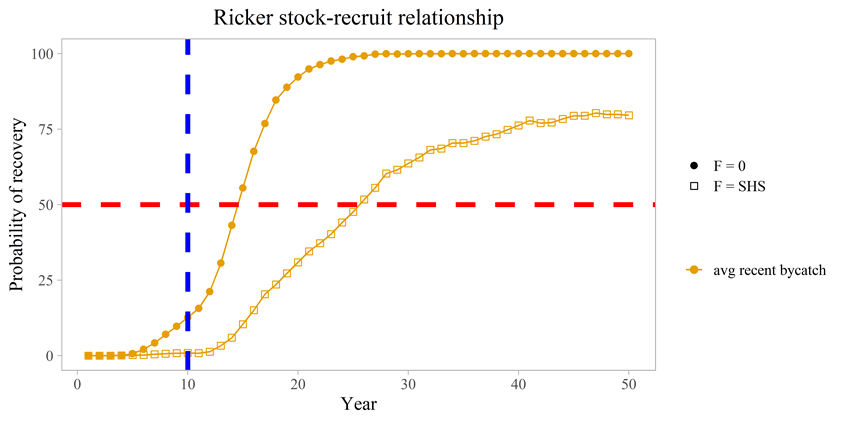 Ricker stock-recruit relationship
Probability of recovery
100
75
50
25
0
0 10 20 30 40 50
Year
F = 0
F = SHS
avg recent bycatch